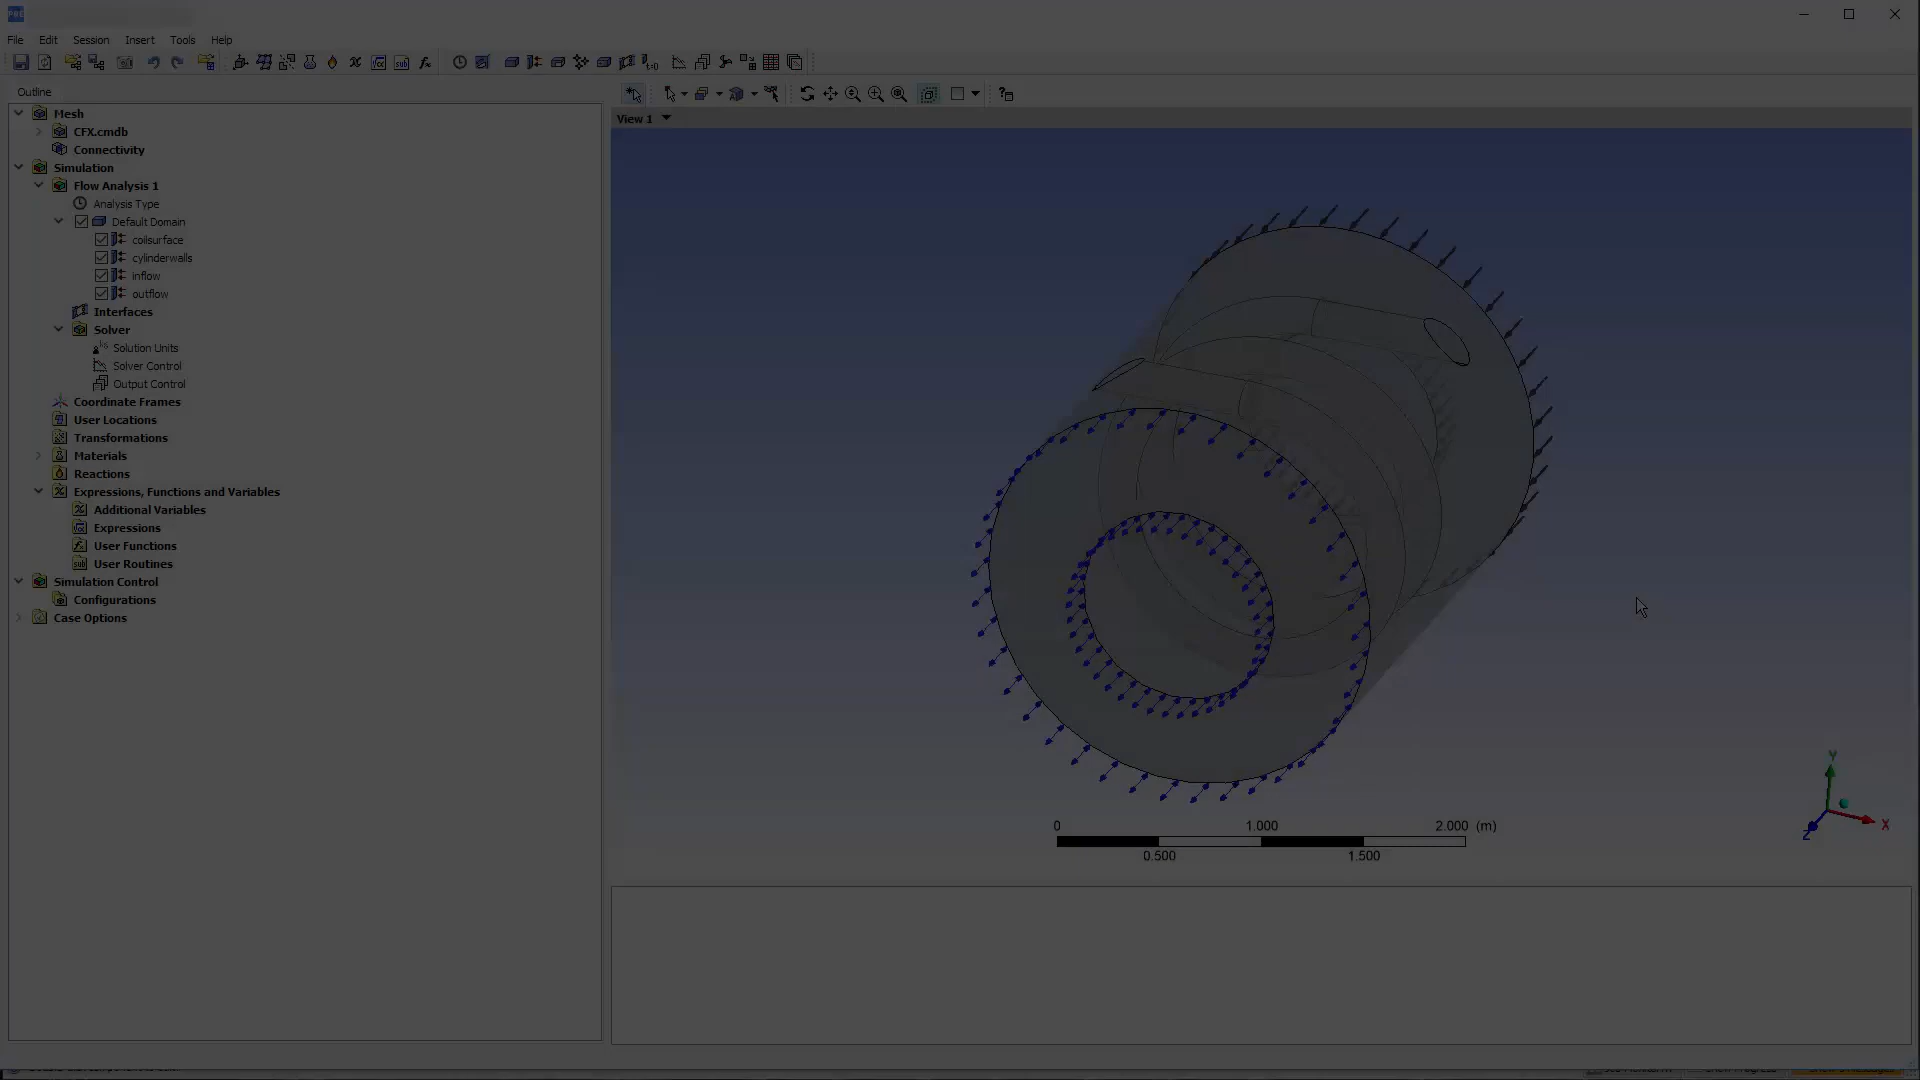 File Edit Session Insert Tools Help
Outline
Mesh
CFX.cmdb
Connectivity
Simulation
Flow Analysis 1
Analysis Type
Default Domain
coilsurface
cylinderwalls
inflow
outflow
Interfaces
Solver
Solution Units
Solver Control
Output Control
Coordinate Frames
User Locations
Transformations
Materials
Reactions
Expressions, Functions and Variables
Additional Variables
Expressions
User Functions
User Routines
Simulation Control
Configurations
Case Options
View 1
0 1.000 2.000 (m)
0.500 1.500
Y
X
Z